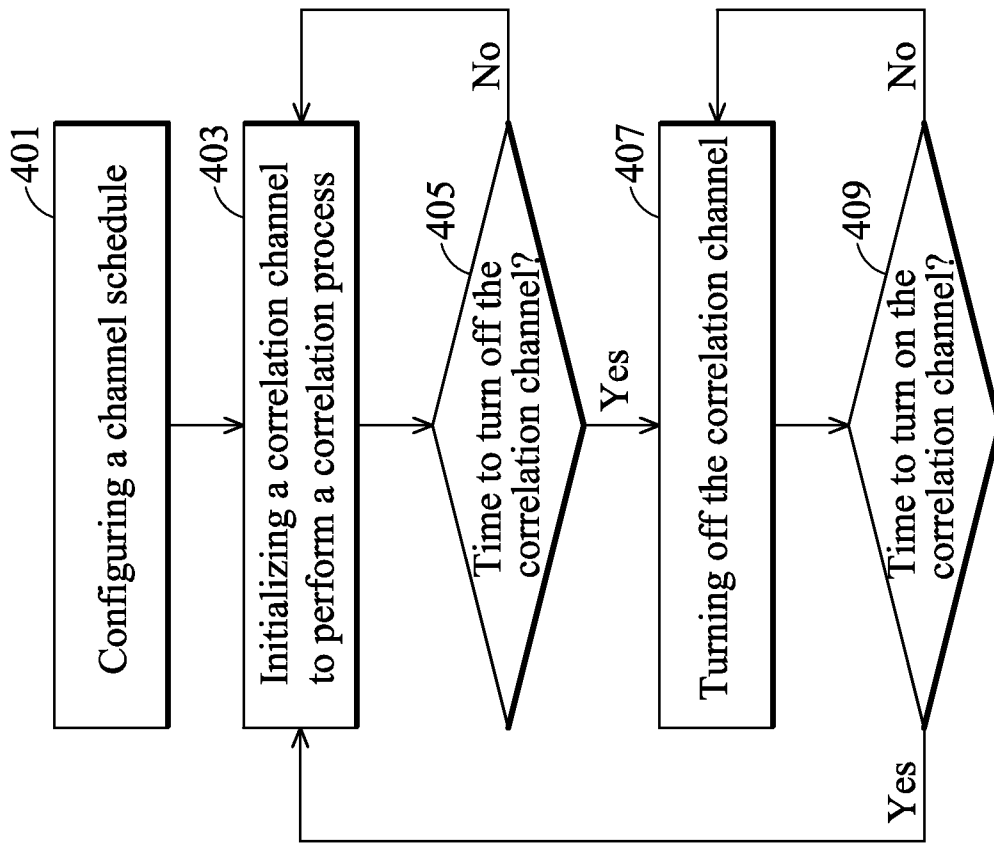 401
Configuring a channel schedule
403
Initializing a correlation channel
to perform a correlation process
405
Time to turn off the
correlation channel?
No
Yes
407
Turning off the correlation channel
409
Time to turn on the
correlation channel?
No
Yes